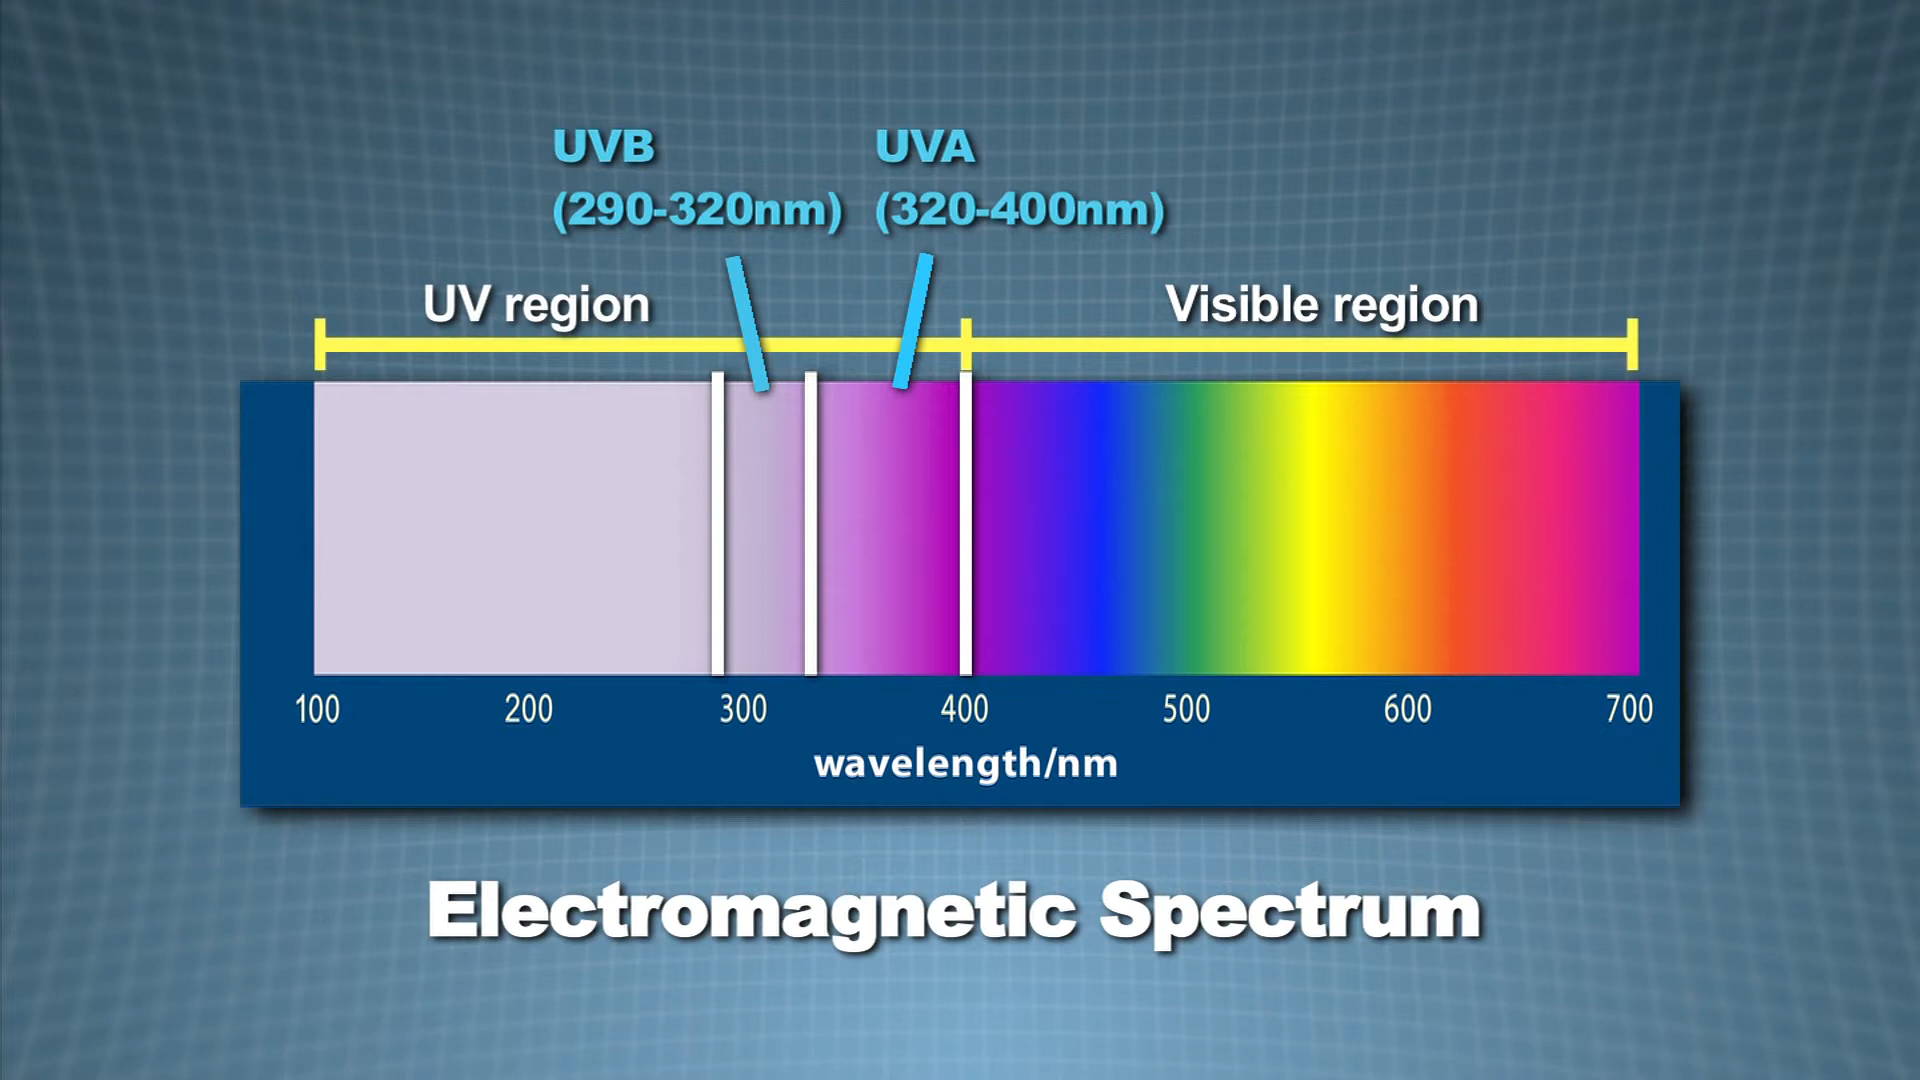 UVB
(290-320nm)
UVA
(320-400nm)
UV region
Visible region
100 200 300 400 500 600 700
wavelength/nm
Electromagnetic Spectrum